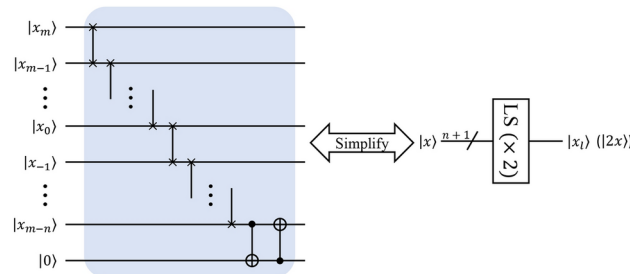 |x_m⟩
|x_{m−1}⟩
⋮ ⋮
|x_0⟩
|x_{−1}⟩
⋮ ⋮
|x_{m−n}⟩
|0⟩
Simplify
|x⟩ n + 1 LS (× 2) |x_l⟩ (|2x⟩)